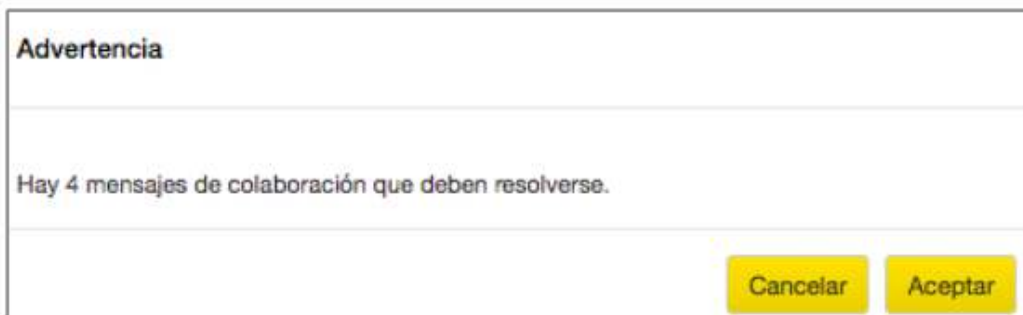 Advertencia
Hay 4 mensajes de colaboración que deben resolverse.
Cancelar Aceptar